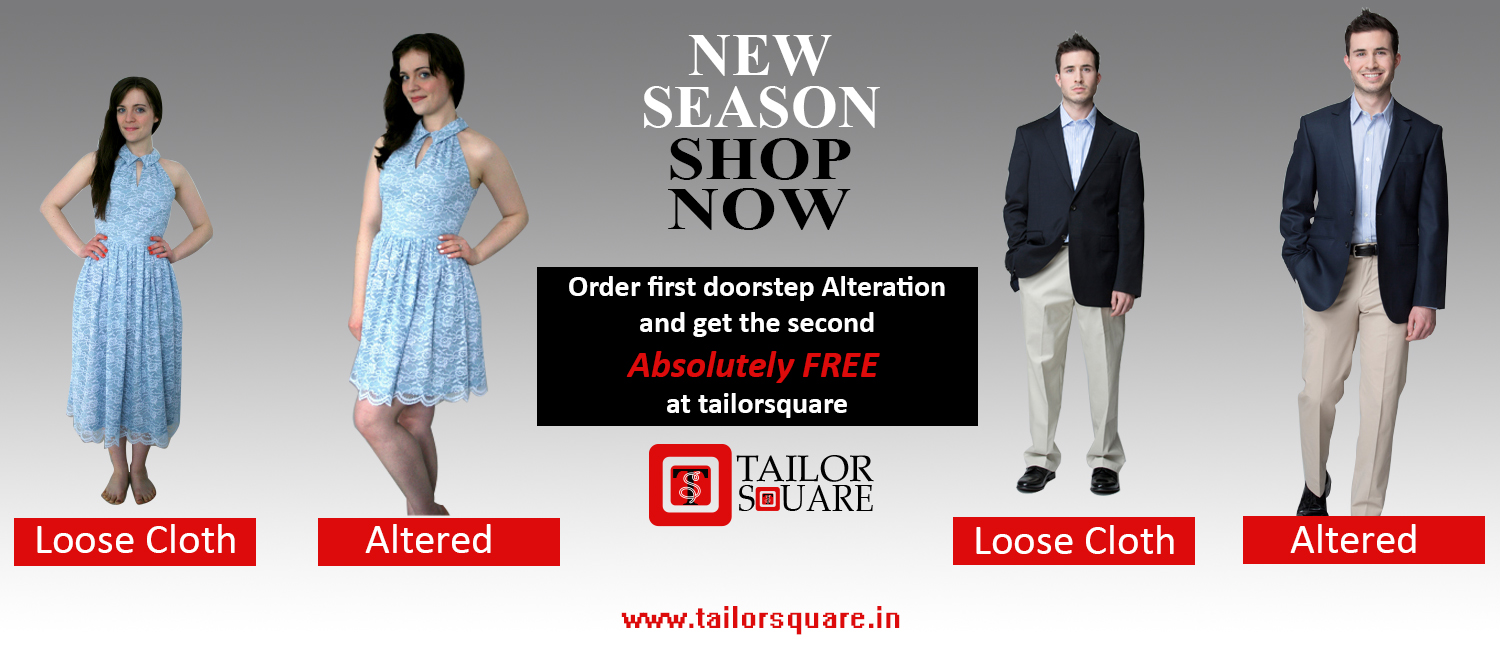 NEW
SEASON
SHOP
NOW
Order first doorstep Alteration
and get the second
Absolutely FREE
at tailorsquare
TS
TAILOR
SQUARE
Loose Cloth
Altered
Loose Cloth
Altered
www.tailorsquare.in